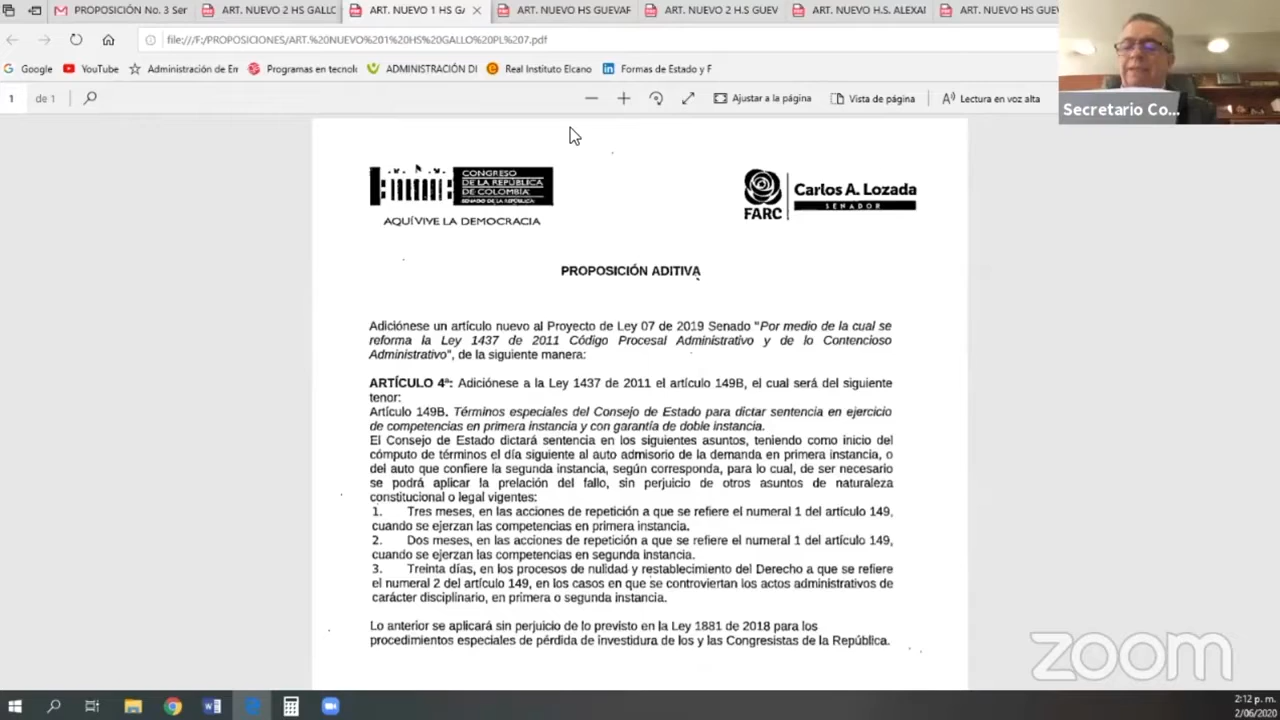 PROPOSICIÓN No. 3 Ser
ART. NUEVO 2 HS GALLO
ART. NUEVO 1 HS GA
ART. NUEVO HS GUEVAR
ART. NUEVO 2 H.S GUEV
ART. NUEVO H.S. ALEXAI
ART. NUEVO HS GUEV
file:///F:/PROPOSICIONES/ART.%20NUEVO%201%20HS%20GALLO%20PL%207.pdf
Google
YouTube
Administración de En
Programas en tecnol
ADMINISTRACIÓN DI
Real Instituto Elcano
Formas de Estado y F
1 de 1
Ajustar a la página
Vista de página
Lectura en voz alta
Secretario Co...
CONGRESO
DE LA REPÚBLICA
DE COLOMBIA
SENADO DE LA REPÚBLICA
AQUÍ VIVE LA DEMOCRACIA
FARC
Carlos A. Lozada
SENADOR
PROPOSICIÓN ADITIVA
Adiciónese un artículo nuevo al Proyecto de Ley 07 de 2019 Senado "Por medio de la cual se
reforma la Ley 1437 de 2011 Código Procesal Administrativo y de lo Contencioso
Administrativo", de la siguiente manera:
ARTÍCULO 4º: Adiciónese a la Ley 1437 de 2011 el artículo 149B, el cual será del siguiente
tenor:
Artículo 149B. Términos especiales del Consejo de Estado para dictar sentencia en ejercicio
de competencias en primera instancia y con garantía de doble instancia.
El Consejo de Estado dictará sentencia en los siguientes asuntos, teniendo como inicio del
cómputo de términos el día siguiente al auto admisorio de la demanda en primera instancia, o
del auto que confiere la segunda instancia, según corresponda, para lo cual, de ser necesario
se podrá aplicar la prelación del fallo, sin perjuicio de otros asuntos de naturaleza
constitucional o legal vigentes:
1. Tres meses, en las acciones de repetición a que se refiere el numeral 1 del artículo 149,
cuando se ejerzan las competencias en primera instancia.
2. Dos meses, en las acciones de repetición a que se refiere el numeral 1 del artículo 149,
cuando se ejerzan las competencias en segunda instancia.
3. Treinta días, en los procesos de nulidad y restablecimiento del Derecho a que se refiere
el numeral 2 del artículo 149, en los casos en que se controviertan los actos administrativos de
carácter disciplinario, en primera o segunda instancia.
Lo anterior se aplicará sin perjuicio de lo previsto en la Ley 1881 de 2018 para los
procedimientos especiales de pérdida de investidura de los y las Congresistas de la República.
zoom
2:12 p. m.
2/06/2020